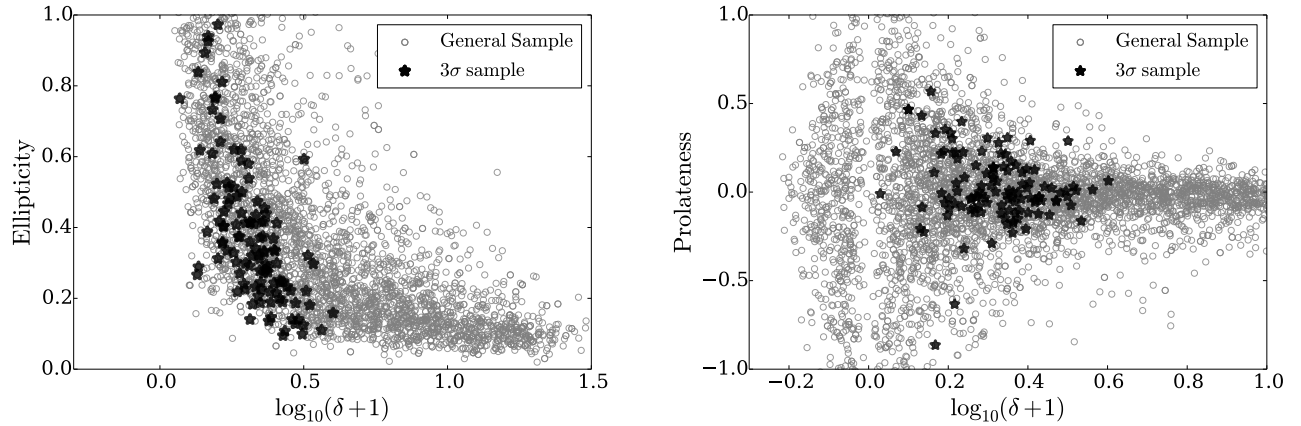 1.0
0.8
0.6
0.4
0.2
0.0
Ellipticity
0.0 0.5 1.0 1.5
log₁₀(δ+1)
General Sample
3σ sample
1.0
0.5
0.0
−0.5
−1.0
Prolateness
−0.2 0.0 0.2 0.4 0.6 0.8 1.0
log₁₀(δ+1)
General Sample
3σ sample